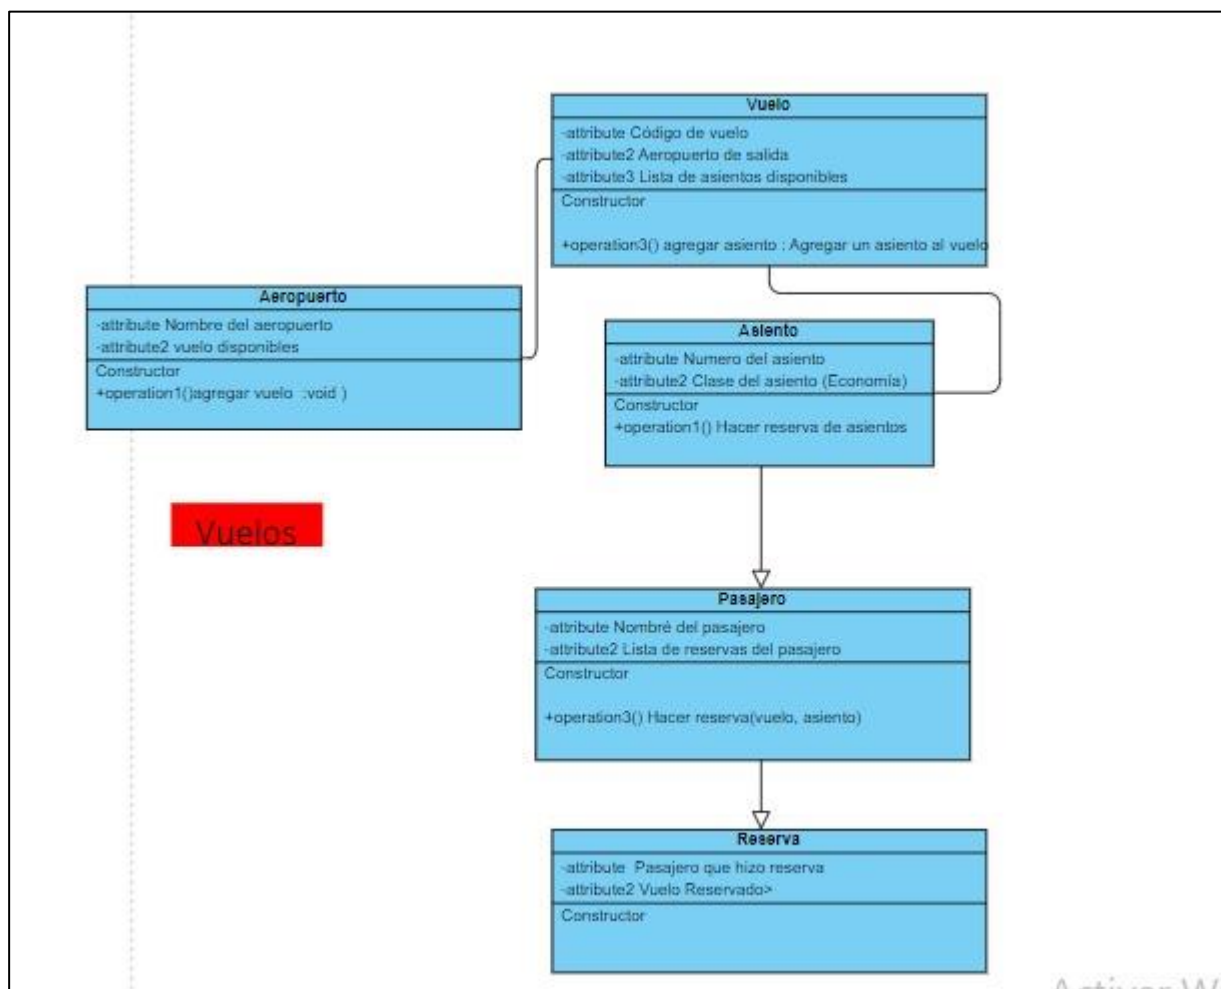 Vuelo
-attribute Código de vuelo
-attribute2 Aeropuerto de salida
-attribute3 Lista de asientos disponibles
Constructor
+operation3() agregar asiento : Agregar un asiento al vuelo
Aeropuerto
-attribute Nombre del aeropuerto
-attribute2 vuelo disponibles
Constructor
+operation1()agregar vuelo :void )
Asiento
-attribute Numero del asiento
-attribute2 Clase del asiento (Economía)
Constructor
+operation1() Hacer reserva de asientos
Vuelos
Pasajero
-attribute Nombré del pasajero
-attribute2 Lista de reservas del pasajero
Constructor
+operation3() Hacer reserva(vuelo, asiento)
Reserva
-attribute Pasajero que hizo reserva
-attribute2 Vuelo Reservado>
Constructor